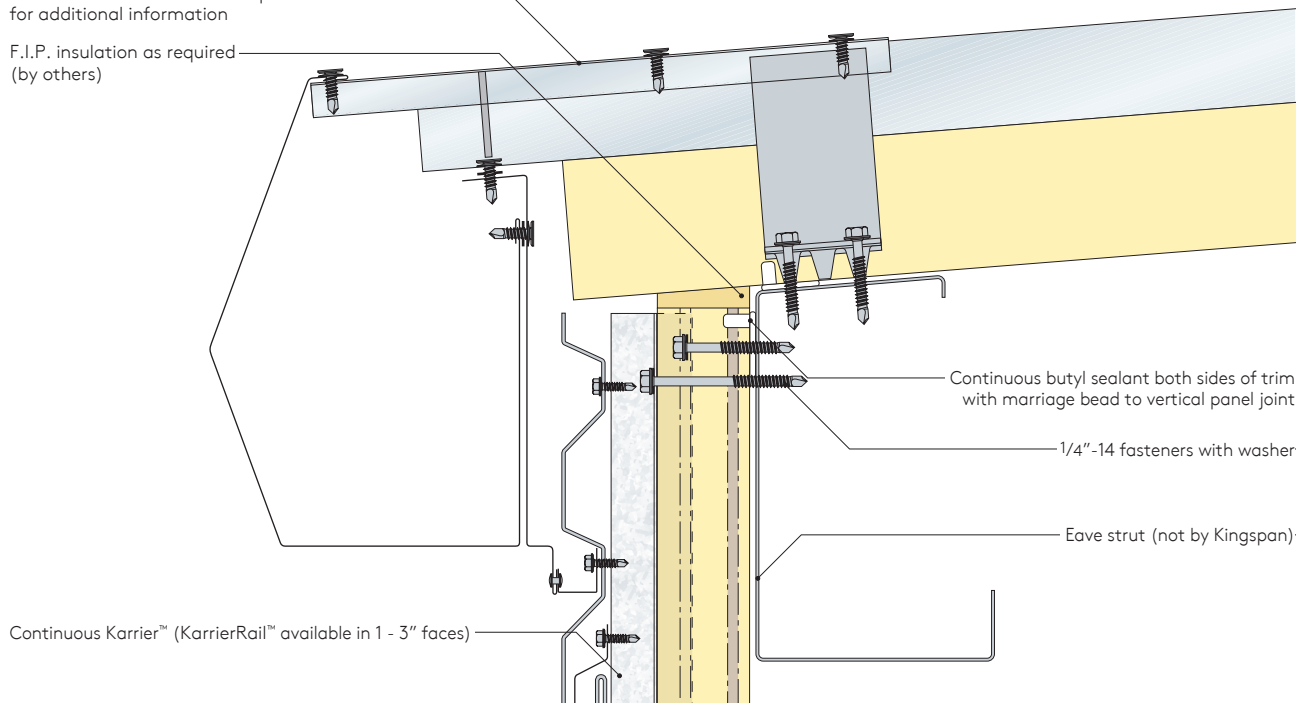 for additional information
F.I.P. insulation as required
(by others)
Continuous butyl sealant both sides of trim
with marriage bead to vertical panel joint
1/4”-14 fasteners with washer
Eave strut (not by Kingspan)
Continuous Karrier™ (KarrierRail™ available in 1 - 3” faces)